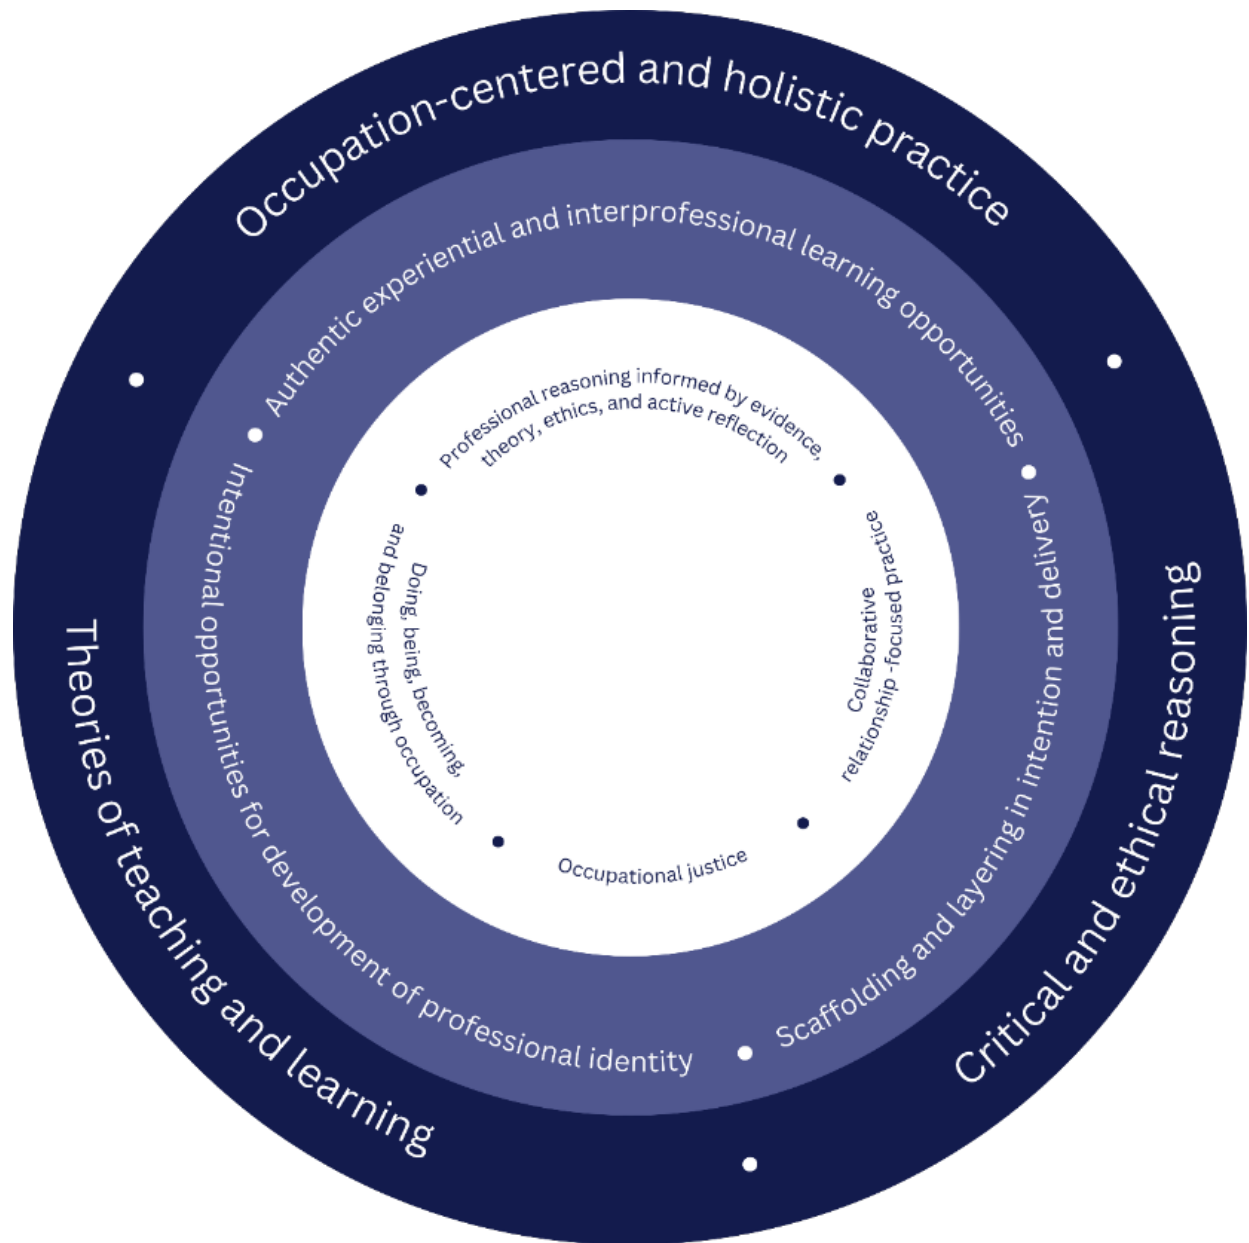 Occupation-centered and holistic practice
Critical and ethical reasoning
Theories of teaching and learning
Authentic experiential and interprofessional learning opportunities
Scaffolding and layering in intention and delivery
Intentional opportunities for development of professional identity
Professional reasoning informed by evidence,
theory, ethics, and active reflection
Collaborative
relationship -focused practice
Occupational justice
Doing, being, becoming,
and belonging through occupation